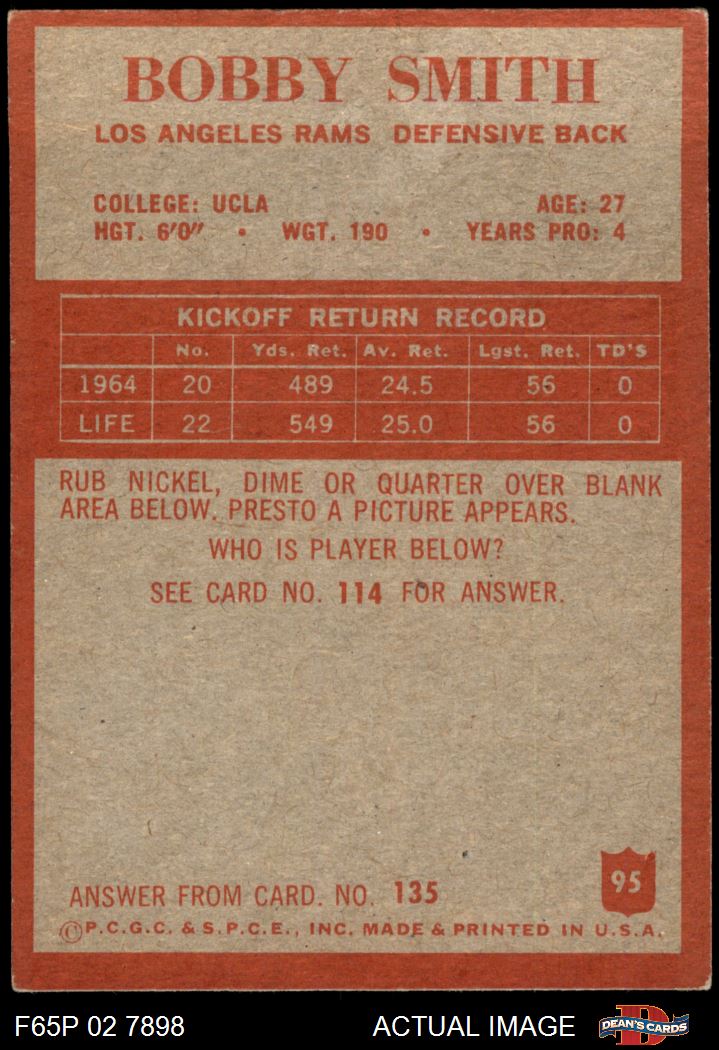 BOBBY SMITH
LOS ANGELES RAMS DEFENSIVE BACK
COLLEGE: UCLA AGE: 27
HGT. 6'0" • WGT. 190 • YEARS PRO: 4
KICKOFF RETURN RECORD
No. Yds. Ret. Av. Ret. Lgst. Ret. TD'S
1964 20 489 24.5 56 0
LIFE 22 549 25.0 56 0
RUB NICKEL, DIME OR QUARTER OVER BLANK
AREA BELOW. PRESTO A PICTURE APPEARS.
WHO IS PLAYER BELOW?
SEE CARD NO. 114 FOR ANSWER.
95
ANSWER FROM CARD. NO. 135
©P.C.G.C. & S.P.C.E., INC. MADE & PRINTED IN U.S.A.
F65P 02 7898 ACTUAL IMAGE DEAN'S CARDS